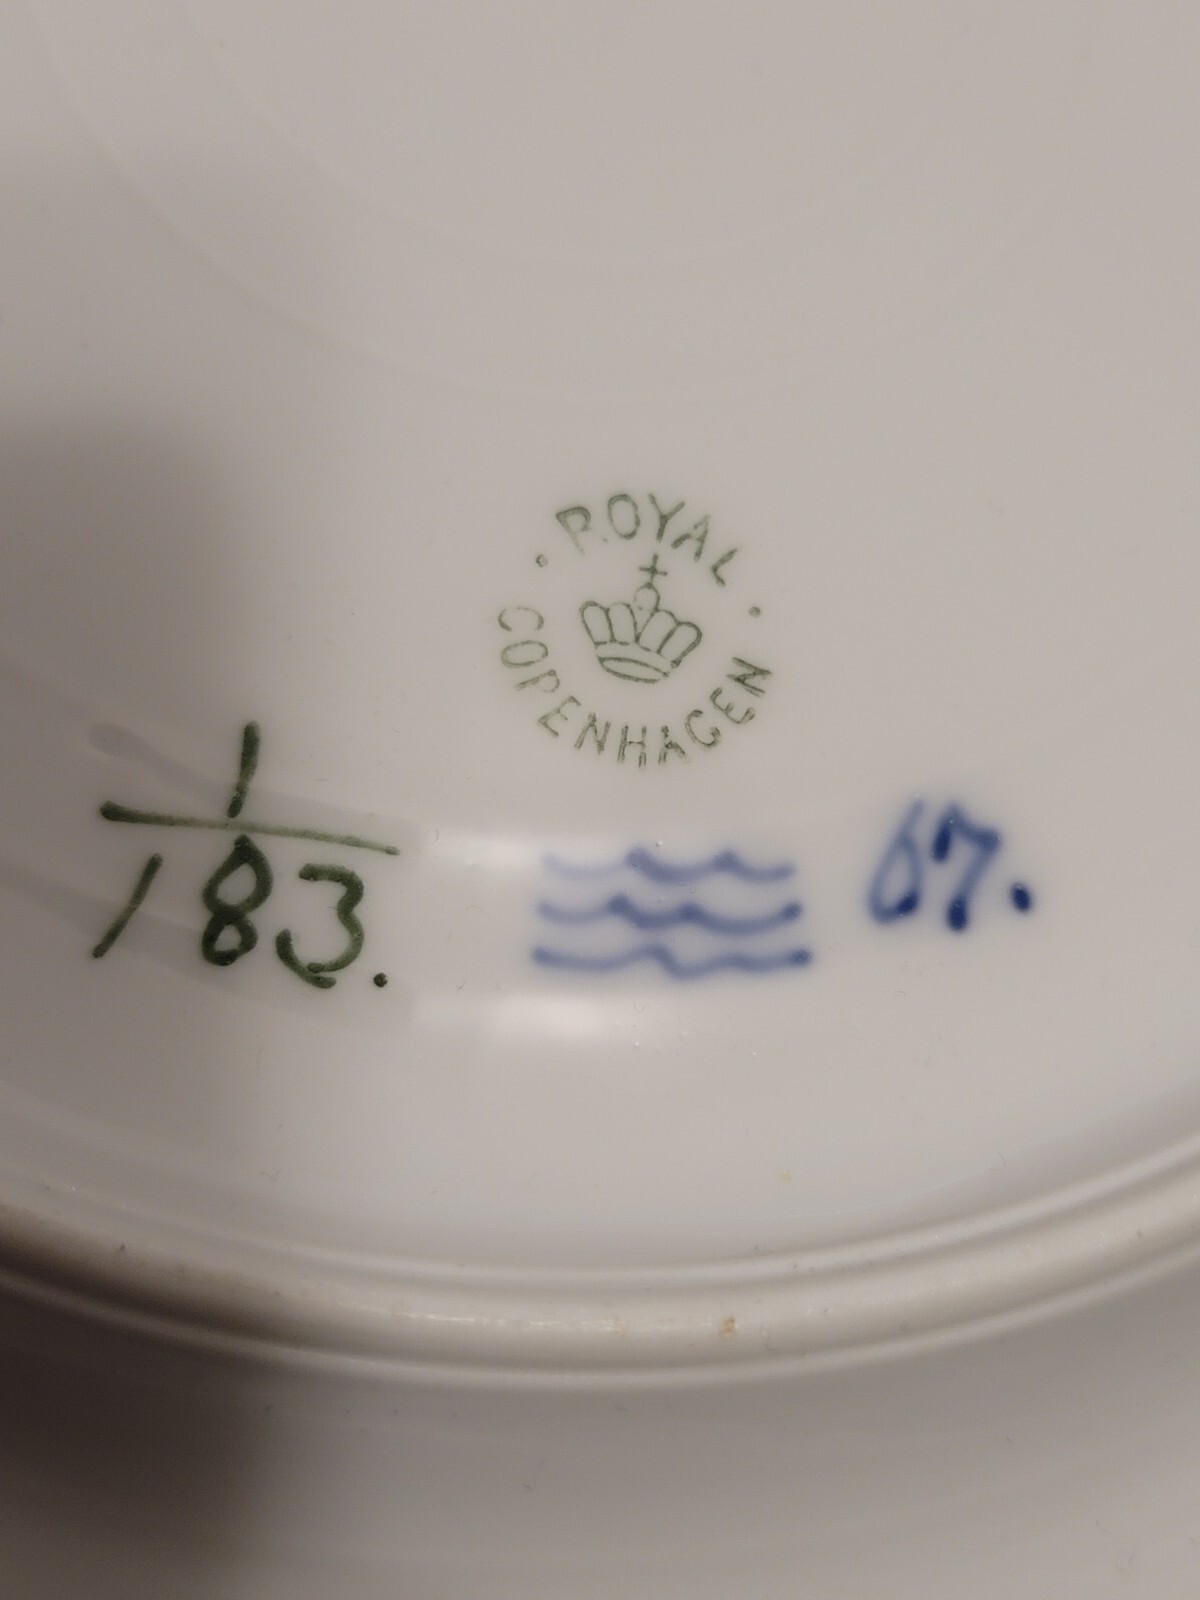 ROYAL
COPENHAGEN
1
183.
67.